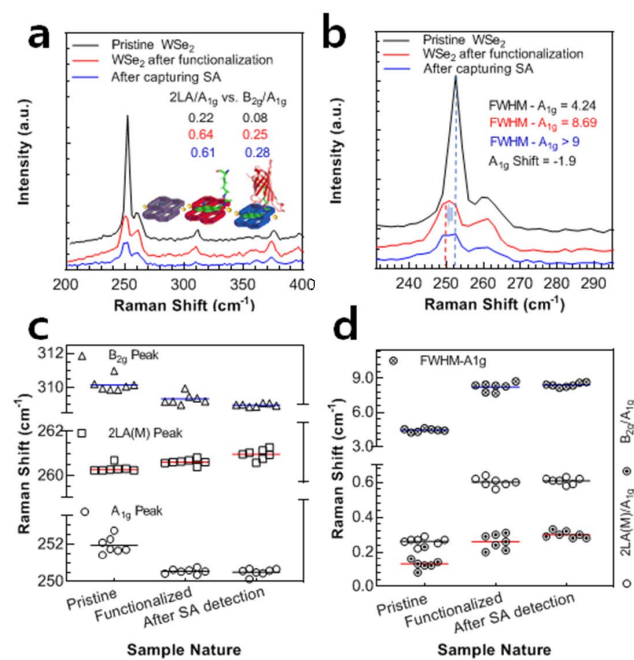 a
Pristine WSe2
WSe2 after functionalization
After capturing SA
2LA/A1g vs. B2g/A1g
0.22 0.08
0.64 0.25
0.61 0.28
Intensity (a.u.)
200 250 300 350 400
Raman Shift (cm-1)
b
Pristine WSe2
WSe2 after functionalization
After capturing SA
FWHM - A1g = 4.24
FWHM - A1g = 8.69
FWHM - A1g > 9
A1g Shift = -1.9
Intensity (a.u.)
240 250 260 270 280 290
Raman Shift (cm-1)
c
B2g Peak
312
310
2LA(M) Peak
261
260
A1g Peak
252
250
Raman Shift (cm-1)
Pristine
Functionalized
After SA detection
Sample Nature
d
FWHM-A1g
9.0
6.0
3.0
0.6
0.4
0.2
0.0
Raman Shift (cm-1)
2LA(M)/A1g
B2g/A1g
Pristine
Functionalized
After SA detection
Sample Nature